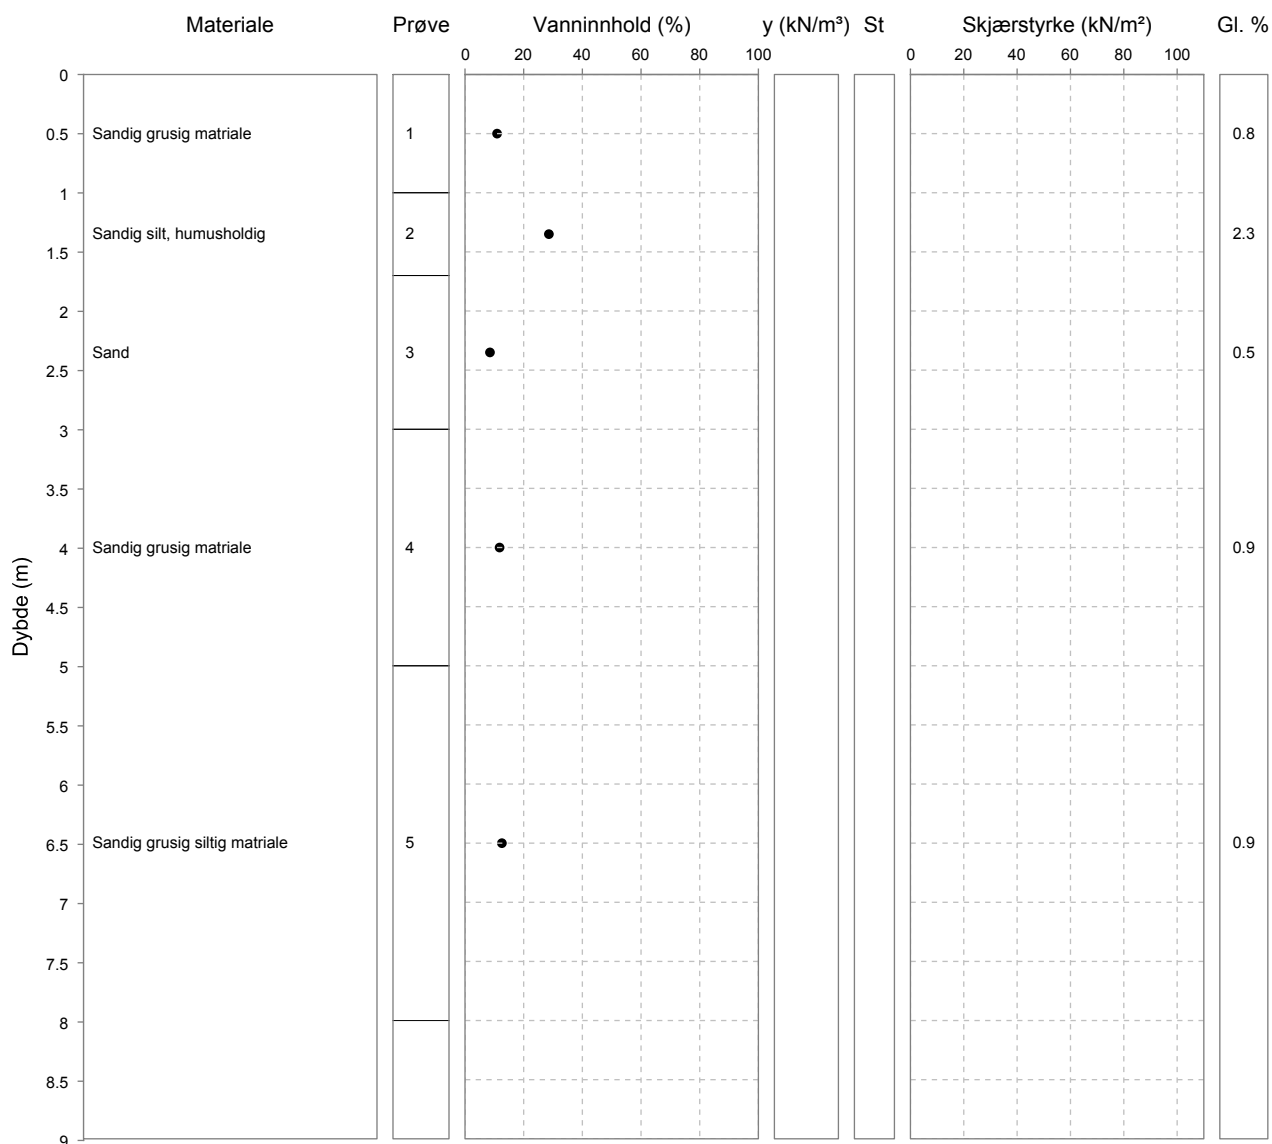 Materiale Prøve Vanninnhold (%) y (kN/m³) St Skjærstyrke (kN/m²) Gl. %
0 20 40 60 80 100 0 20 40 60 80 100
0
0.5 Sandig grusig matriale 1 0.8
1
Sandig silt, humusholdig 2 2.3
1.5
2
Sand 3 0.5
2.5
3
3.5
4 Sandig grusig matriale 4 0.9
4.5
Dybde (m)
5
5.5
6
6.5 Sandig grusig siltig matriale 5 0.9
7
7.5
8
8.5
9